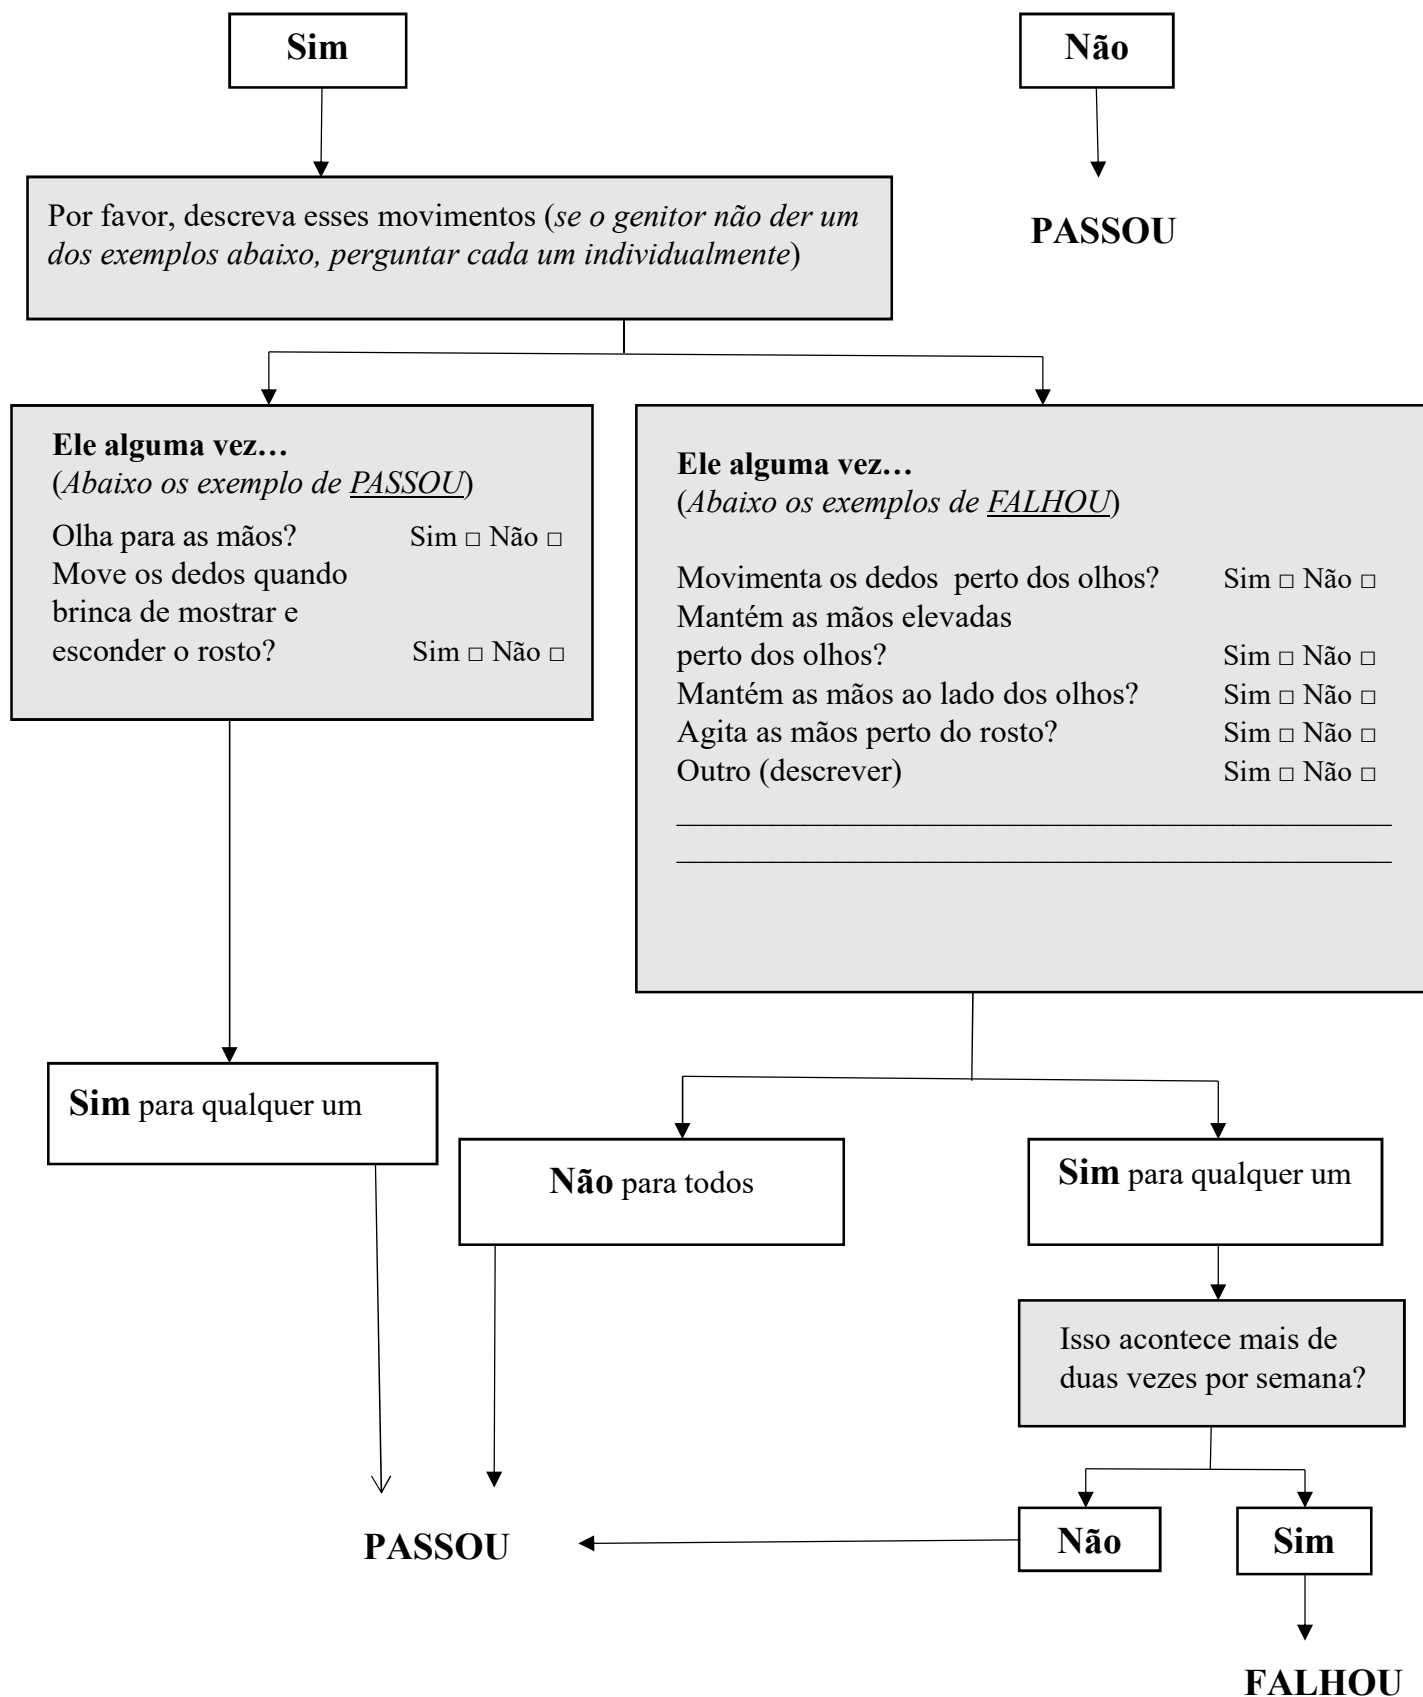 Sim
Não
Por favor, descreva esses movimentos (se o genitor não der um
dos exemplos abaixo, perguntar cada um individualmente)
PASSOU
Ele alguma vez…
(Abaixo os exemplo de PASSOU)
Olha para as mãos? Sim □ Não □
Move os dedos quando
brinca de mostrar e
esconder o rosto? Sim □ Não □
Ele alguma vez…
(Abaixo os exemplos de FALHOU)
Movimenta os dedos perto dos olhos? Sim □ Não □
Mantém as mãos elevadas
perto dos olhos? Sim □ Não □
Mantém as mãos ao lado dos olhos? Sim □ Não □
Agita as mãos perto do rosto? Sim □ Não □
Outro (descrever) Sim □ Não □
Sim para qualquer um
Não para todos
Sim para qualquer um
Isso acontece mais de
duas vezes por semana?
PASSOU
Não
Sim
FALHOU